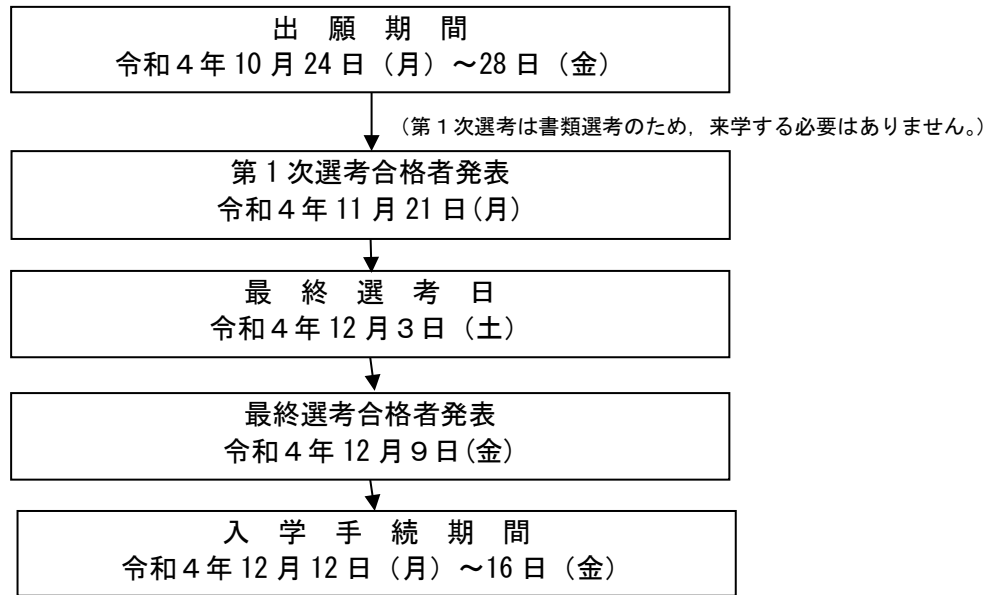 出　願　期　間
令和４年 10 月 24 日（月）～28 日（金）
（第１次選考は書類選考のため，来学する必要はありません。）
第１次選考合格者発表
令和４年 11 月 21 日(月)
最　終　選　考　日
令和４年 12 月３日（土）
最終選考合格者発表
令和４年 12 月９日(金)
入　学　手　続　期　間
令和４年 12 月 12 日（月）～16 日（金）